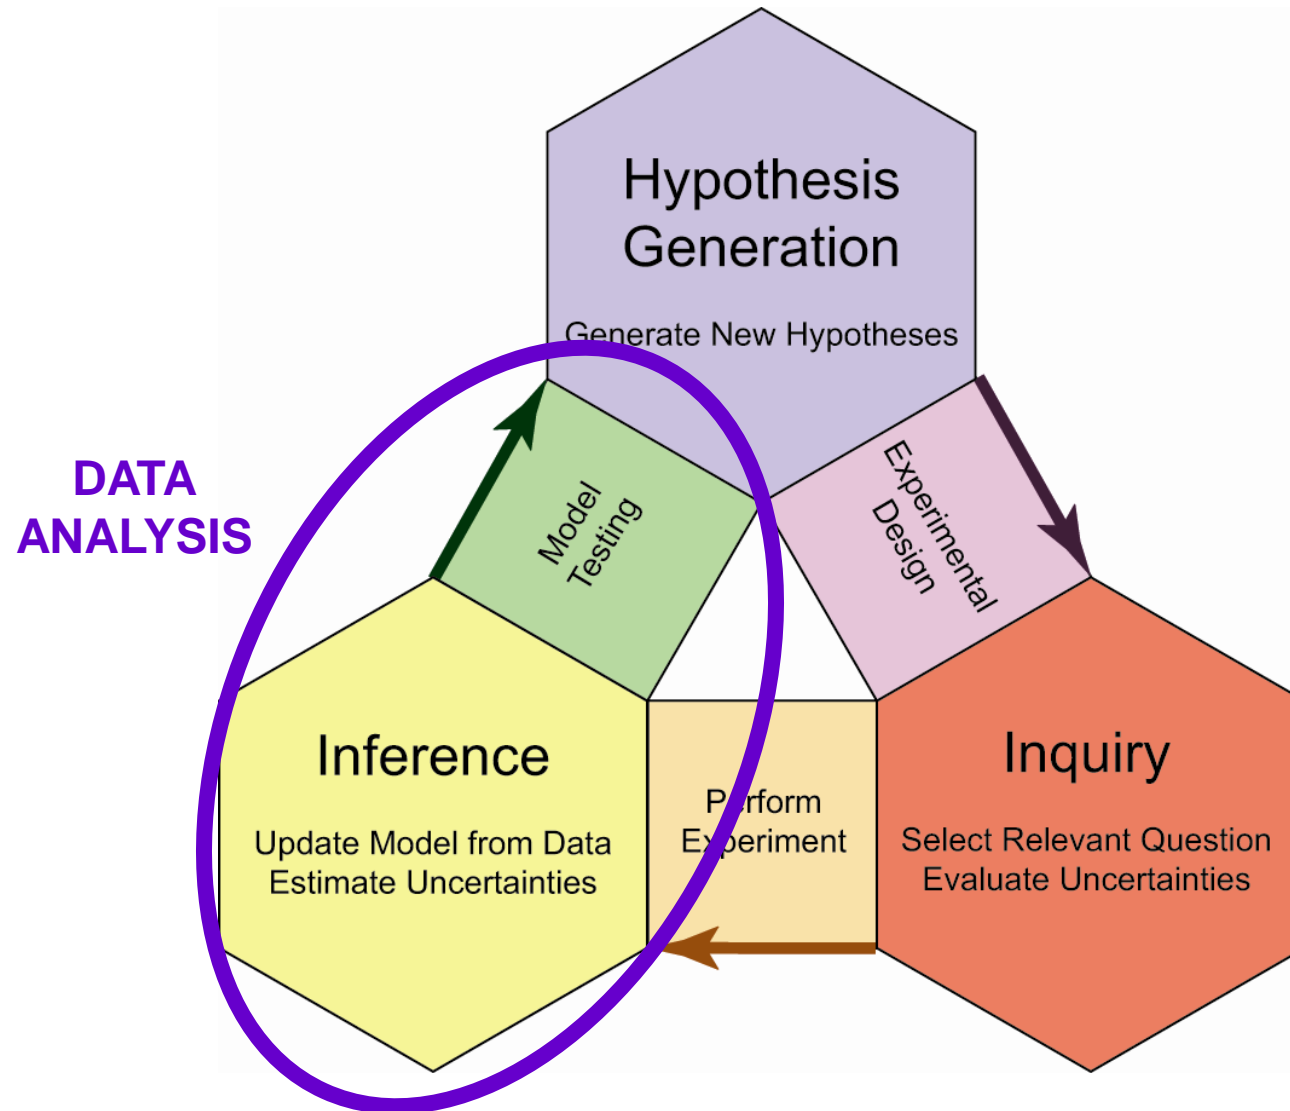 Hypothesis
Generation
Generate New Hypotheses
DATA
ANALYSIS
Model
Testing
Experimental
Design
Inference
Update Model from Data
Estimate Uncertainties
Perform
Experiment
Inquiry
Select Relevant Question
Evaluate Uncertainties